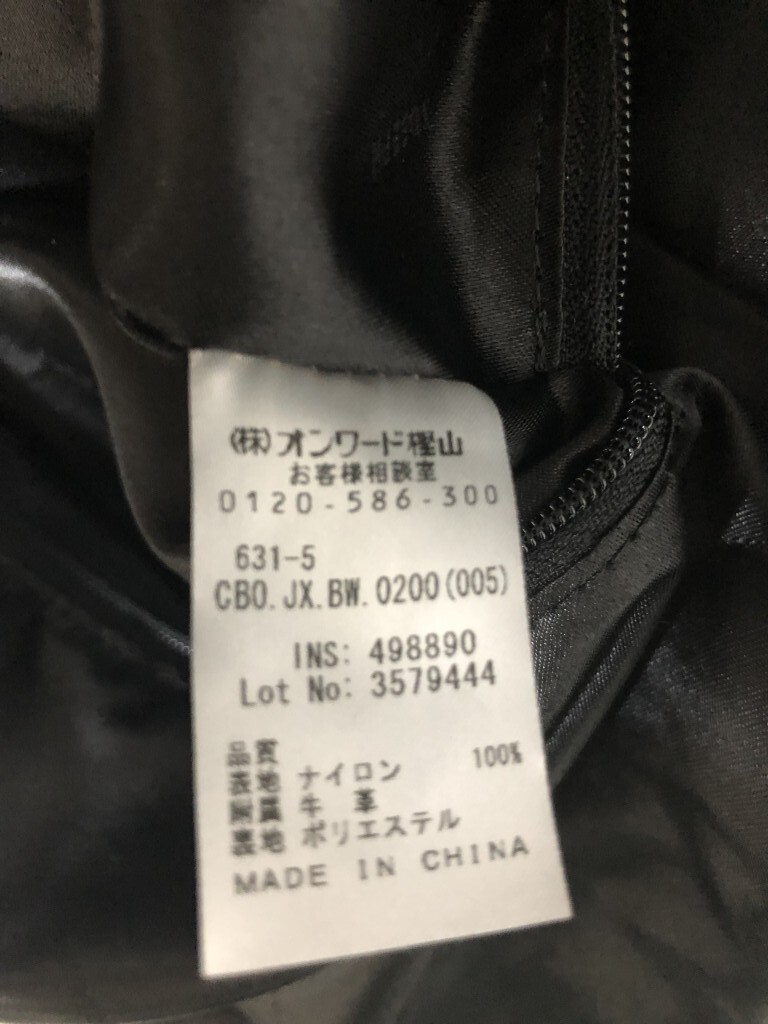 (株)オンワード樫山
お客様相談室
0120-586-300
631-5
CBO.JX.BW.0200(005)
INS: 498890
Lot No: 3579444
品質
表地 ナイロン 100%
附属 牛 革
裏地 ポリエステル
MADE IN CHINA